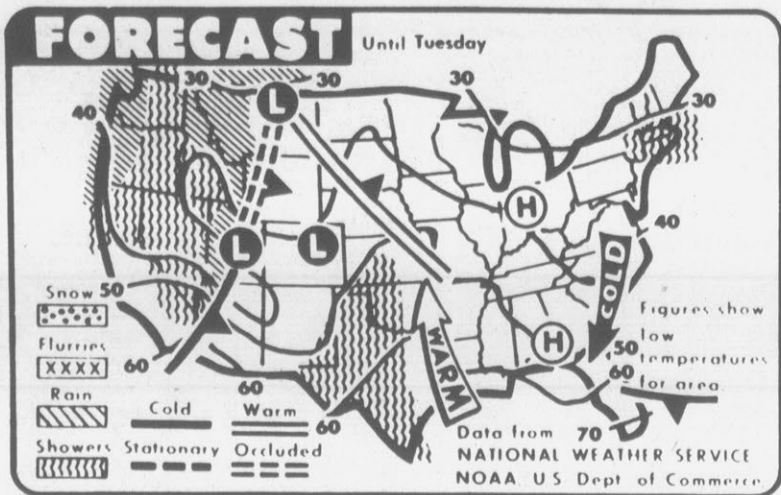 FORECAST
Until Tuesday
30
30
30
30
40
L
H
L
L
40
COLD
50
Snow
Figures show
low
temperatures
for area.
Flurries
XXXX
60
WARM
H
50
60
60
60
Rain
Cold
Warm
Showers
Stationary
Occluded
70
Data from
NATIONAL WEATHER SERVICE
NOAA, U.S. Dept of Commerce